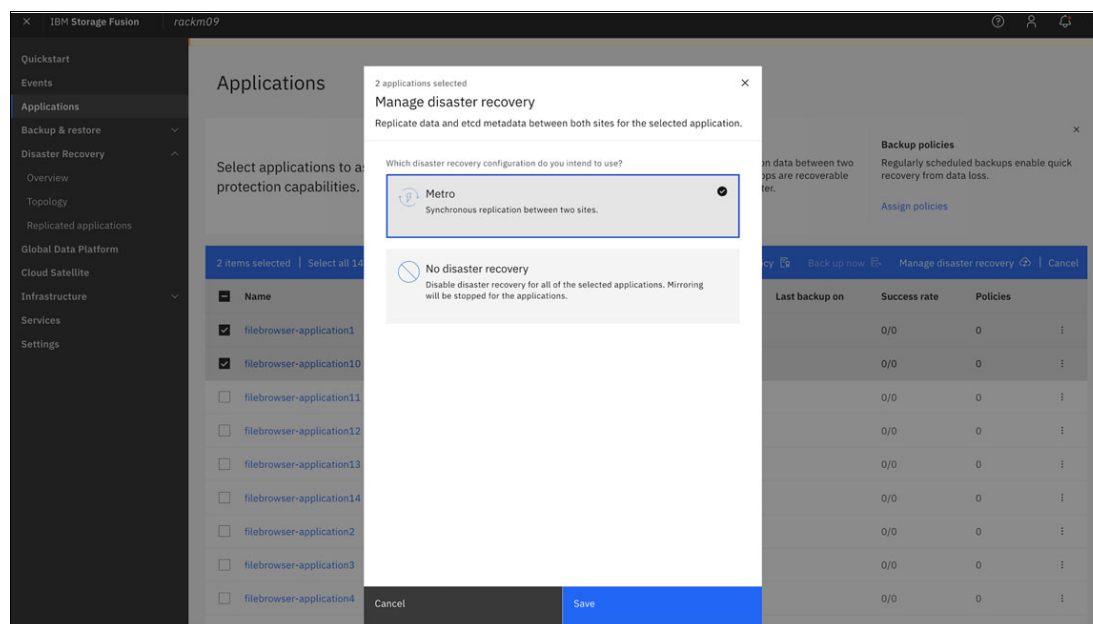 IBM Storage Fusion
rackm09
Quickstart
Events
Applications
Backup & restore
Disaster Recovery
Overview
Topology
Replicated applications
Global Data Platform
Cloud Satellite
Infrastructure
Services
Settings
Applications
Select applications to a
protection capabilities.
on data between two
are recoverable
Backup policies
Regularly scheduled backups enable quick
recovery from data loss.
Assign policies
2 items selected | Select all 14
Back up now
Manage disaster recovery
Cancel
Name
Last backup on
Success rate
Policies
filebrowser-application1 0/0 0
filebrowser-application10 0/0 0
filebrowser-application11 0/0 0
filebrowser-application12 0/0 0
filebrowser-application13 0/0 0
filebrowser-application14 0/0 0
filebrowser-application2 0/0 0
filebrowser-application3 0/0 0
filebrowser-application4 0/0 0
2 applications selected
Manage disaster recovery
Replicate data and etcd metadata between both sites for the selected application.
Which disaster recovery configuration do you intend to use?
Metro
Synchronous replication between two sites.
No disaster recovery
Disable disaster recovery for all of the selected applications. Mirroring
will be stopped for the applications.
Cancel
Save